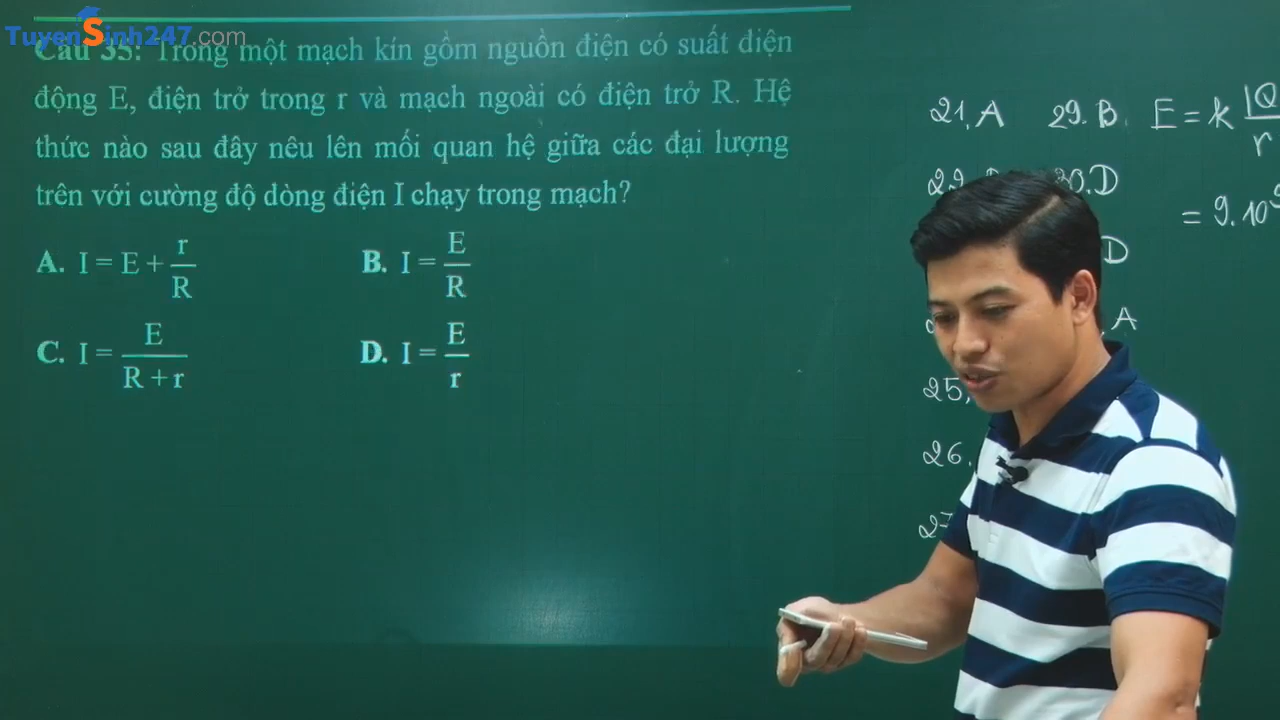 TuyenSinh247.com
Câu 35: Trong một mạch kín gồm nguồn điện có suất điện
động E, điện trở trong r và mạch ngoài có điện trở R. Hệ
thức nào sau đây nêu lên mối quan hệ giữa các đại lượng
trên với cường độ dòng điện I chạy trong mạch?
A. I = E + r/R
B. I = E/R
C. I = E/(R + r)
D. I = E/r
21. A
29. B
E = k |Q
r
30. D
= 9.10⁹
D
A
25,
26.